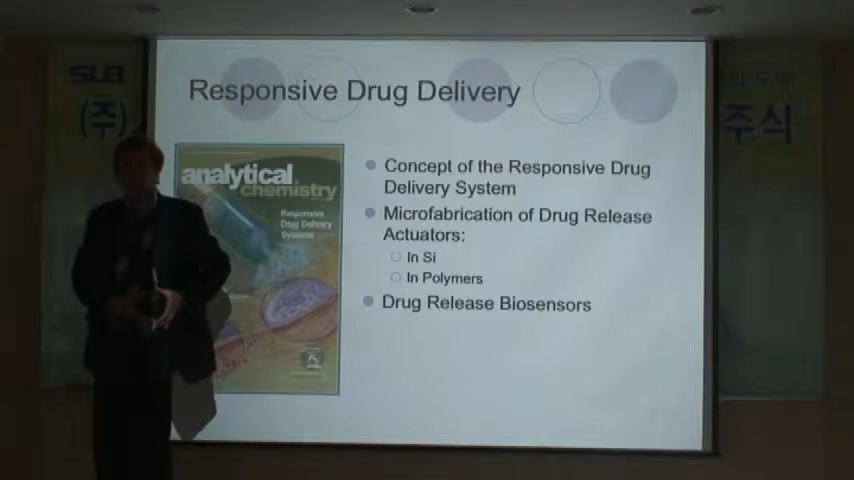 SLB
(주)
주식
Responsive Drug Delivery
analytical
chemistry
Responsive
Drug Delivery
Systems
Concept of the Responsive Drug
Delivery System
Microfabrication of Drug Release
Actuators:
In Si
In Polymers
Drug Release Biosensors